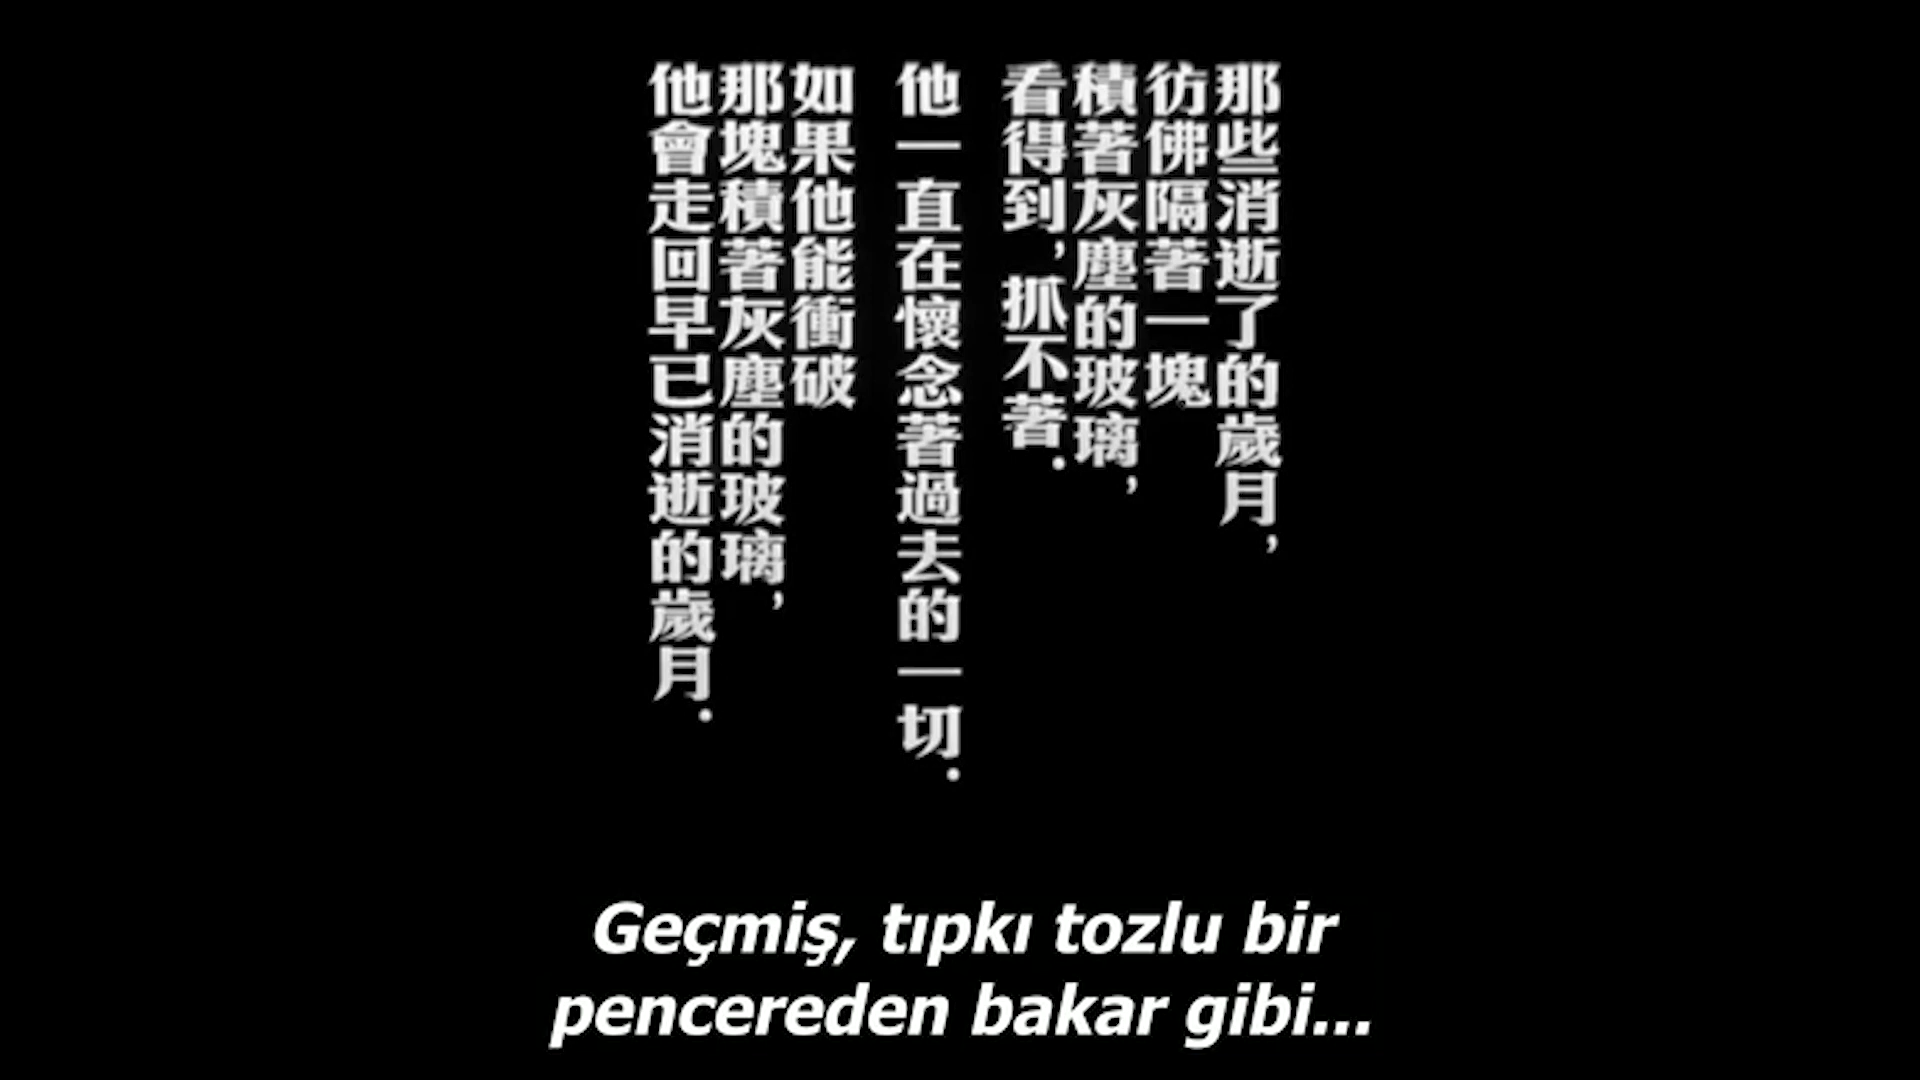 那些消逝了的歲月，
彷佛隔著一塊
積著灰塵的玻璃，
看得到，抓不著．
他一直在懷念著過去的一切．
如果他能衝破
那塊積著灰塵的玻璃，
他會走回早已消逝的歲月．
Geçmiş, tıpkı tozlu bir
pencereden bakar gibi...